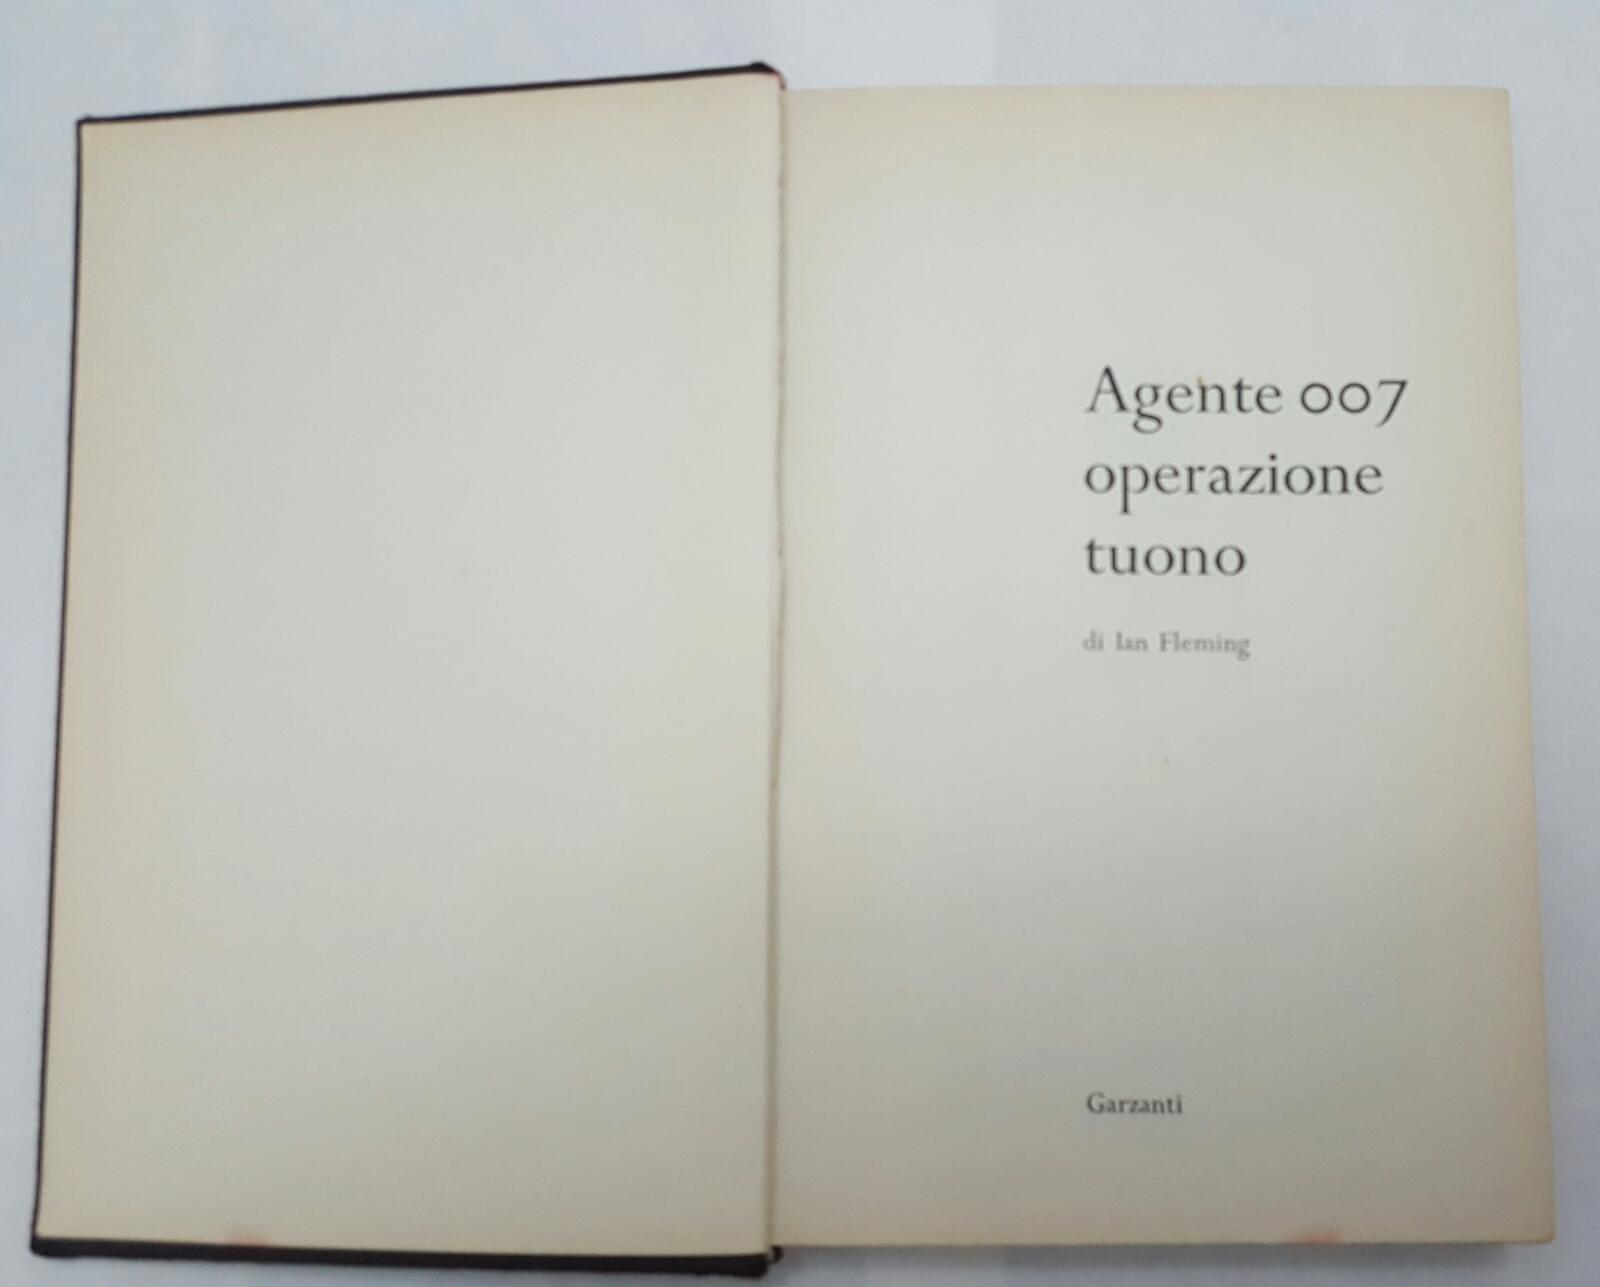 Agente 007
operazione
tuono
di Ian Fleming
Garzanti